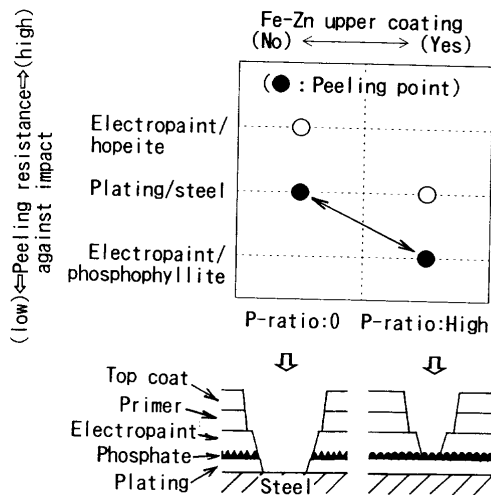 Fe-Zn upper coating
(No) ⟷ (Yes)
(low)⇐Peeling resistance⇒(high)
against impact
(●: Peeling point)
Electropaint/
hopeite
Plating/steel
Electropaint/
phosphophyllite
P-ratio:0 P-ratio:High
Top coat
Primer
Electropaint
Phosphate
Plating
Steel